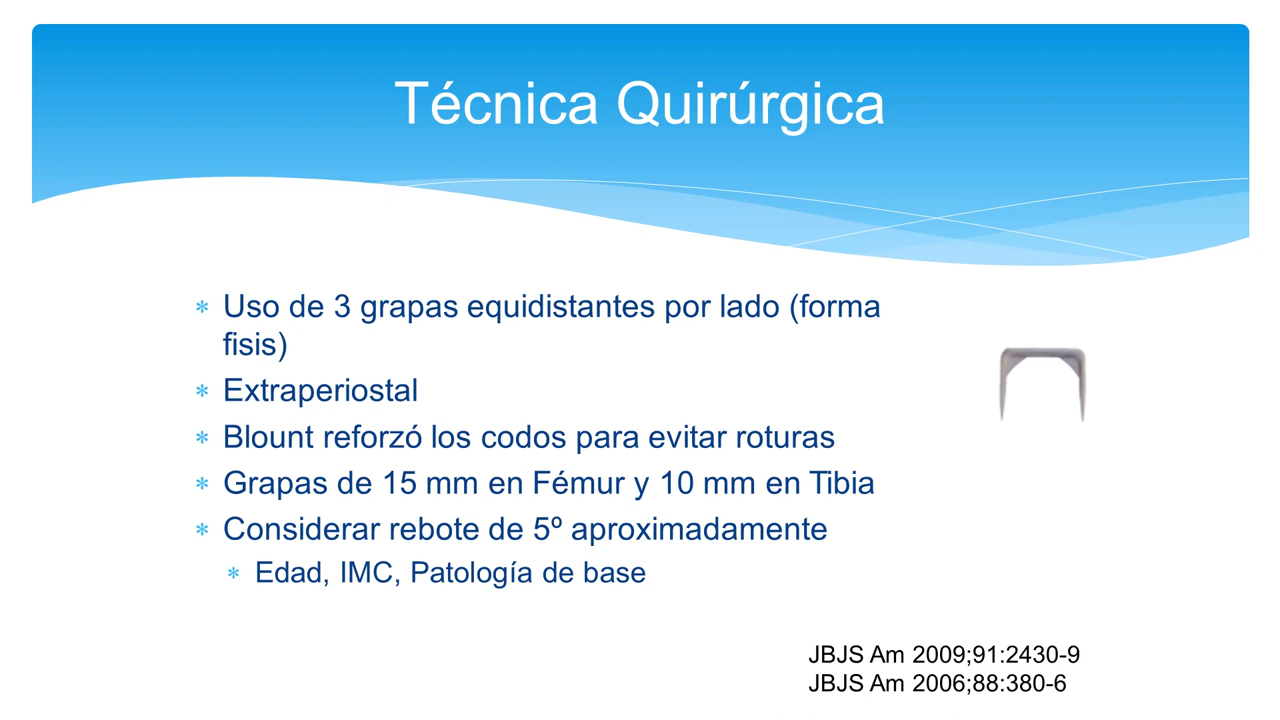 Técnica Quirúrgica
* Uso de 3 grapas equidistantes por lado (forma
fisis)
* Extraperiostal
* Blount reforzó los codos para evitar roturas
* Grapas de 15 mm en Fémur y 10 mm en Tibia
* Considerar rebote de 5º aproximadamente
* Edad, IMC, Patología de base
JBJS Am 2009;91:2430-9
JBJS Am 2006;88:380-6